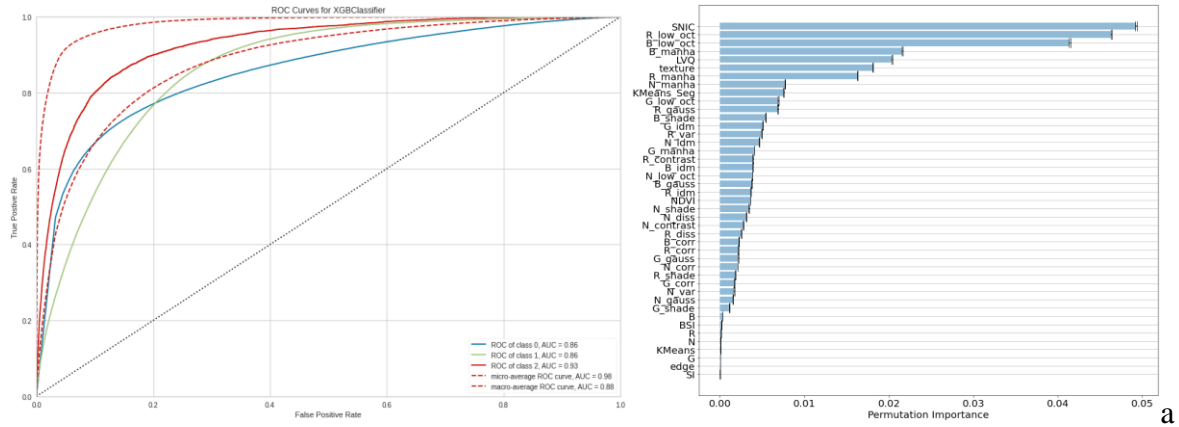 ROC Curves for XGBClassifier
1.0
0.8
0.6
0.4
0.2
0.0
True Positive Rate
0.0 0.2 0.4 0.6 0.8 1.0
False Positive Rate
ROC of class 0, AUC = 0.86
ROC of class 1, AUC = 0.86
ROC of class 2, AUC = 0.93
micro-average ROC curve, AUC = 0.98
macro-average ROC curve, AUC = 0.88
SNIC
R_low_oct
B_low_oct
B_manha
LVQ
texture
R_manha
N_manha
KMeans_Seg
G_low_oct
R_gauss
B_shade
G_idm
R_var
N_idm
G_manha
R_contrast
B_idm
N_low_oct
B_gauss
R_idm
NDVI
N_shade
N_diss
N_contrast
R_diss
B_corr
R_corr
G_gauss
N_corr
R_shade
G_corr
N_var
N_gauss
G_shade
B
BSI
R
N
KMeans
G
edge
SI
0.00 0.01 0.02 0.03 0.04 0.05
Permutation Importance
a